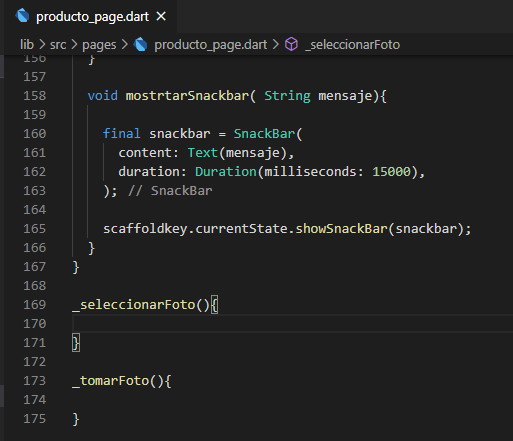 producto_page.dart ×
lib > src > pages > producto_page.dart > _seleccionarFoto
156 }
157
158 void mostrtarSnackbar( String mensaje){
159
160 final snackbar = SnackBar(
161 content: Text(mensaje),
162 duration: Duration(milliseconds: 15000),
163 ); // SnackBar
164
165 scaffoldkey.currentState.showSnackBar(snackbar);
166 }
167 }
168
169 _seleccionarFoto(){
170
171 }
172
173 _tomarFoto(){
174
175 }